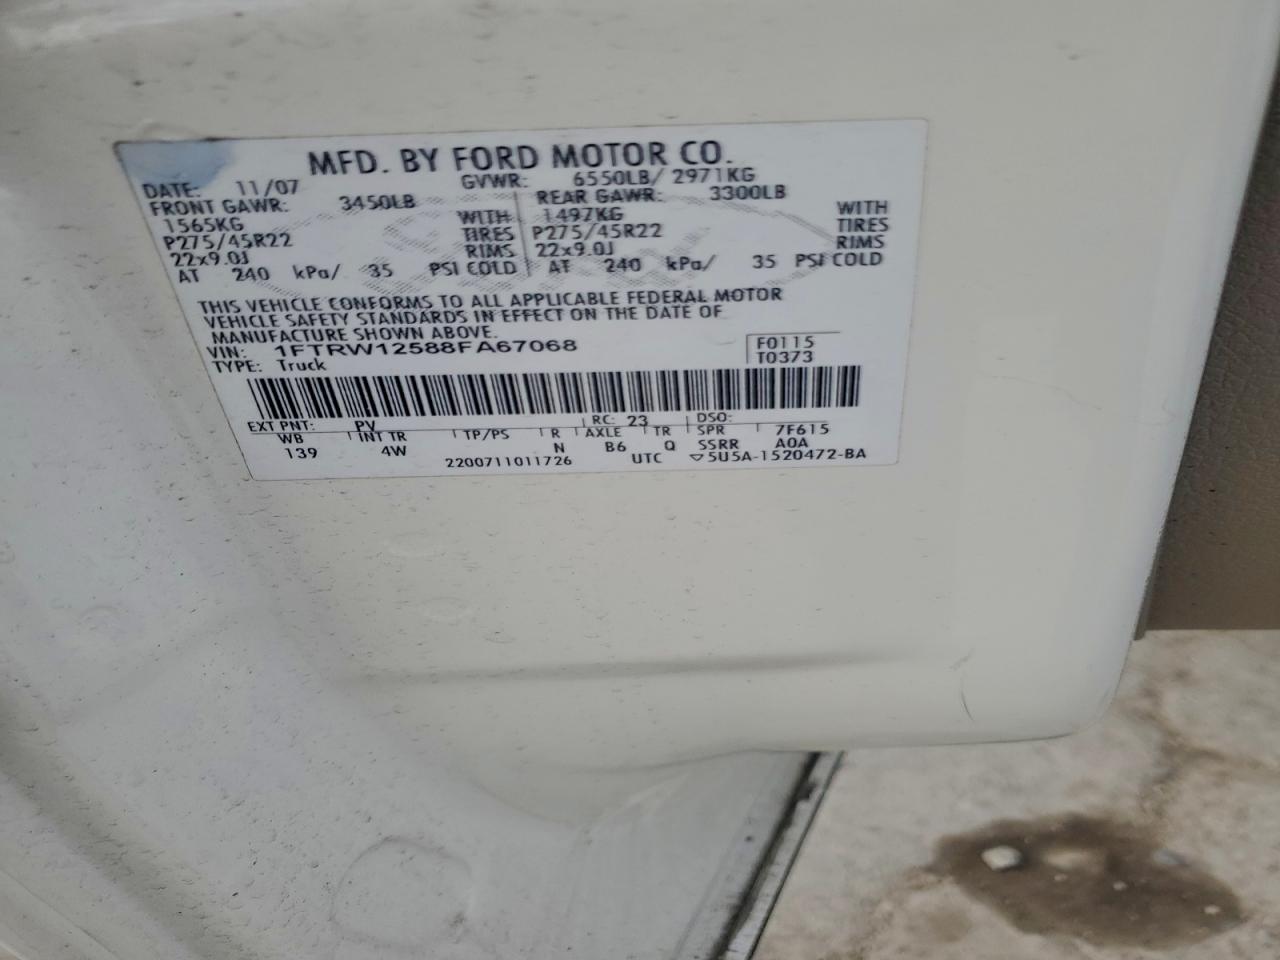 MFD. BY FORD MOTOR CO.
DATE: 11/07 GVWR: 6550LB/ 2971KG
FRONT GAWR: 3450LB REAR GAWR: 3300LB
1565KG WITH 1497KG WITH
P275/45R22 TIRES P275/45R22 TIRES
22x9.0J RIMS 22x9.0J RIMS
AT 240 kPa/ 35 PSI COLD AT 240 kPa/ 35 PSI COLD
THIS VEHICLE CONFORMS TO ALL APPLICABLE FEDERAL MOTOR
VEHICLE SAFETY STANDARDS IN EFFECT ON THE DATE OF
MANUFACTURE SHOWN ABOVE.
VIN: 1FTRW12588FA67068 F0115
TYPE: Truck T0373
EXT PNT: PV RC: 23 DSO:
WB INT TR TP/PS R AXLE TR SPR 7F615
139 4W N B6 Q SSRR A0A
2200711011726 UTC ▽5U5A-1520472-BA